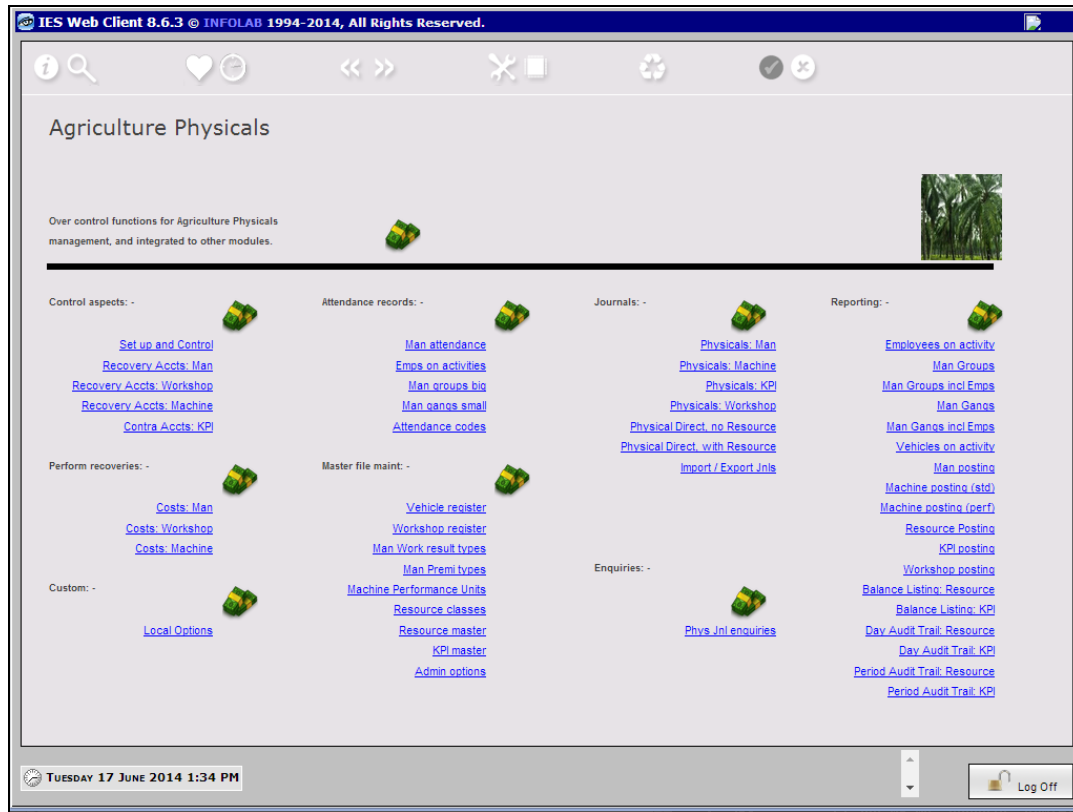 IES Web Client 8.6.3 © INFOLAB 1994-2014, All Rights Reserved.
Agriculture Physicals
Over control functions for Agriculture Physicals
management, and integrated to other modules.
Control aspects: -
Set up and Control
Recovery Accts: Man
Recovery Accts: Workshop
Recovery Accts: Machine
Contra Accts: KPI
Perform recoveries: -
Costs: Man
Costs: Workshop
Costs: Machine
Custom: -
Local Options
Attendance records: -
Man attendance
Emps on activities
Man groups big
Man gangs small
Attendance codes
Master file maint: -
Vehicle register
Workshop register
Man Work result types
Man Premi types
Machine Performance Units
Resource classes
Resource master
KPI master
Admin options
Journals: -
Physicals: Man
Physicals: Machine
Physicals: KPI
Physicals: Workshop
Physical Direct, no Resource
Physical Direct, with Resource
Import / Export Jnls
Enquiries: -
Phys Jnl enquiries
Reporting: -
Employees on activity
Man Groups
Man Groups incl Emps
Man Gangs
Man Gangs incl Emps
Vehicles on activity
Man posting
Machine posting (std)
Machine posting (perf)
Resource Posting
KPI posting
Workshop posting
Balance Listing: Resource
Balance Listing: KPI
Day Audit Trail: Resource
Day Audit Trail: KPI
Period Audit Trail: Resource
Period Audit Trail: KPI
Tuesday 17 June 2014 1:34 PM
Log Off